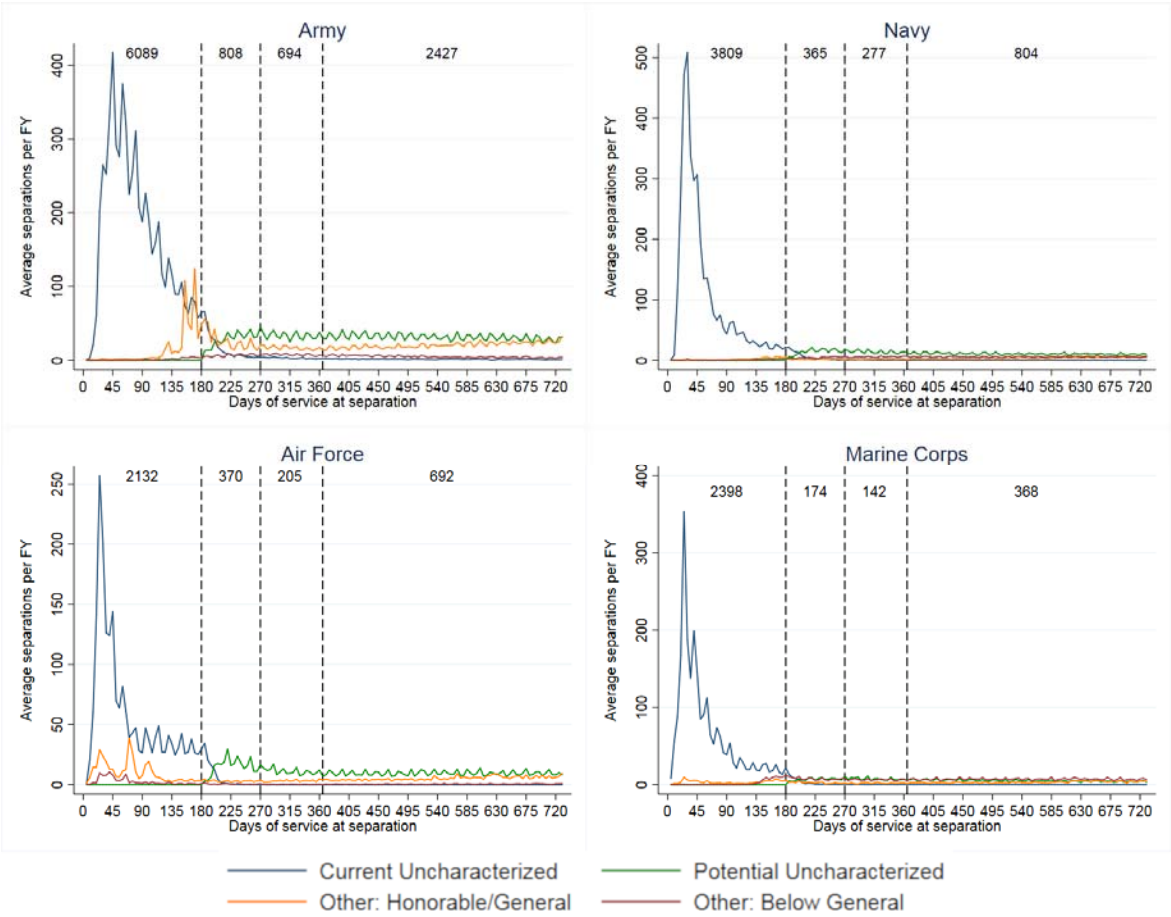 Army
6089 808 694 2427
Average separations per FY
400
300
200
100
0
0 45 90 135 180 225 270 315 360 405 450 495 540 585 630 675 720
Days of service at separation
Navy
3809 365 277 804
Average separations per FY
500
400
300
200
100
0
0 45 90 135 180 225 270 315 360 405 450 495 540 585 630 675 720
Days of service at separation
Air Force
2132 370 205 692
Average separations per FY
250
200
150
100
50
0
0 45 90 135 180 225 270 315 360 405 450 495 540 585 630 675 720
Days of service at separation
Marine Corps
2398 174 142 368
Average separations per FY
400
300
200
100
0
0 45 90 135 180 225 270 315 360 405 450 495 540 585 630 675 720
Days of service at separation
Current Uncharacterized
Potential Uncharacterized
Other: Honorable/General
Other: Below General